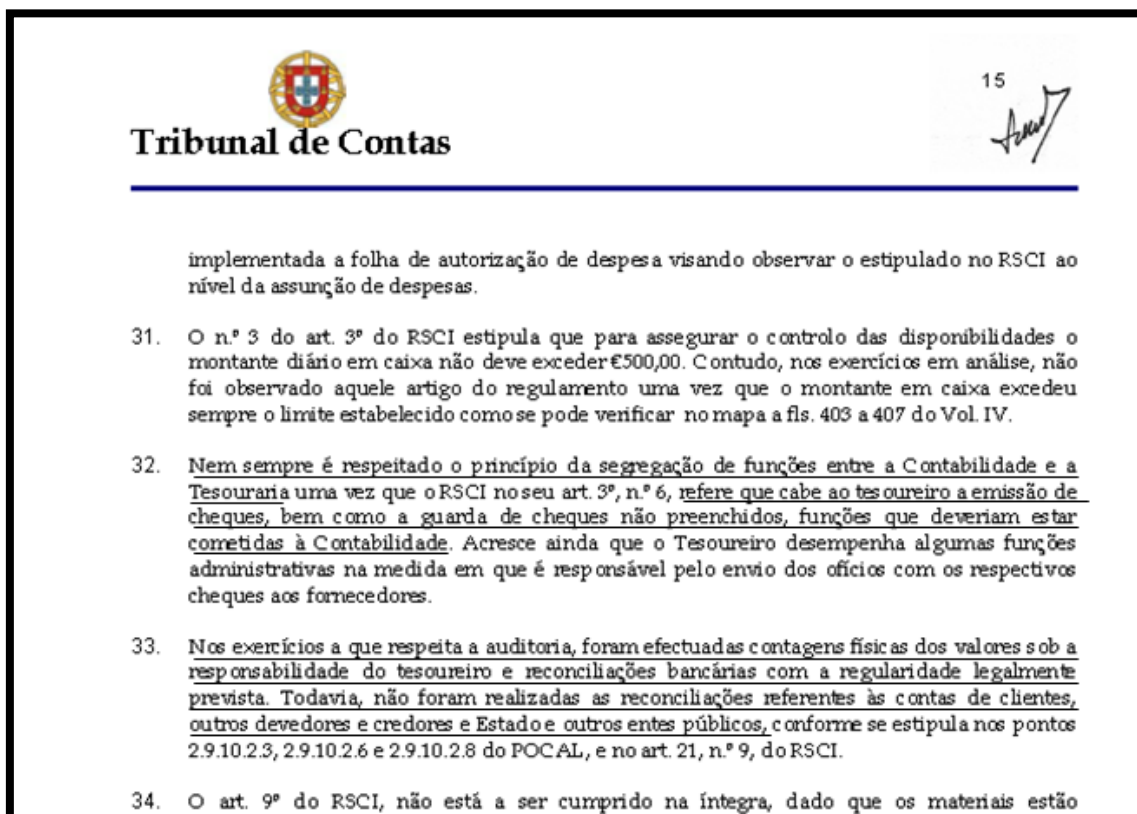 15
Tribunal de Contas
implementada a folha de autorização de despesa visando observar o estipulado no RSCI ao
nível da assunção de despesas.
31. O n.º 3 do art. 3º do RSCI estipula que para assegurar o controlo das disponibilidades o
montante diário em caixa não deve exceder €500,00. Contudo, nos exercícios em análise, não
foi observado aquele artigo do regulamento uma vez que o montante em caixa excedeu
sempre o limite estabelecido como se pode verificar no mapa a fls. 403 a 407 do Vol. IV.
32. Nem sempre é respeitado o princípio da segregação de funções entre a Contabilidade e a
Tesouraria uma vez que o RSCI no seu art. 3º, n.º 6, refere que cabe ao tesoureiro a emissão de
cheques, bem como a guarda de cheques não preenchidos, funções que deveriam estar
cometidas à Contabilidade. Acresce ainda que o Tesoureiro desempenha algumas funções
administrativas na medida em que é responsável pelo envio dos ofícios com os respectivos
cheques aos fornecedores.
33. Nos exercícios a que respeita a auditoria, foram efectuadas contagens físicas dos valores sob a
responsabilidade do tesoureiro e reconciliações bancárias com a regularidade legalmente
prevista. Todavia, não foram realizadas as reconciliações referentes às contas de clientes,
outros devedores e credores e Estado e outros entes públicos, conforme se estipula nos pontos
2.9.10.2.3, 2.9.10.2.6 e 2.9.10.2.8 do POCAL, e no art. 21, n.º 9, do RSCI.
34. O art. 9º do RSCI, não está a ser cumprido na íntegra, dado que os materiais estão